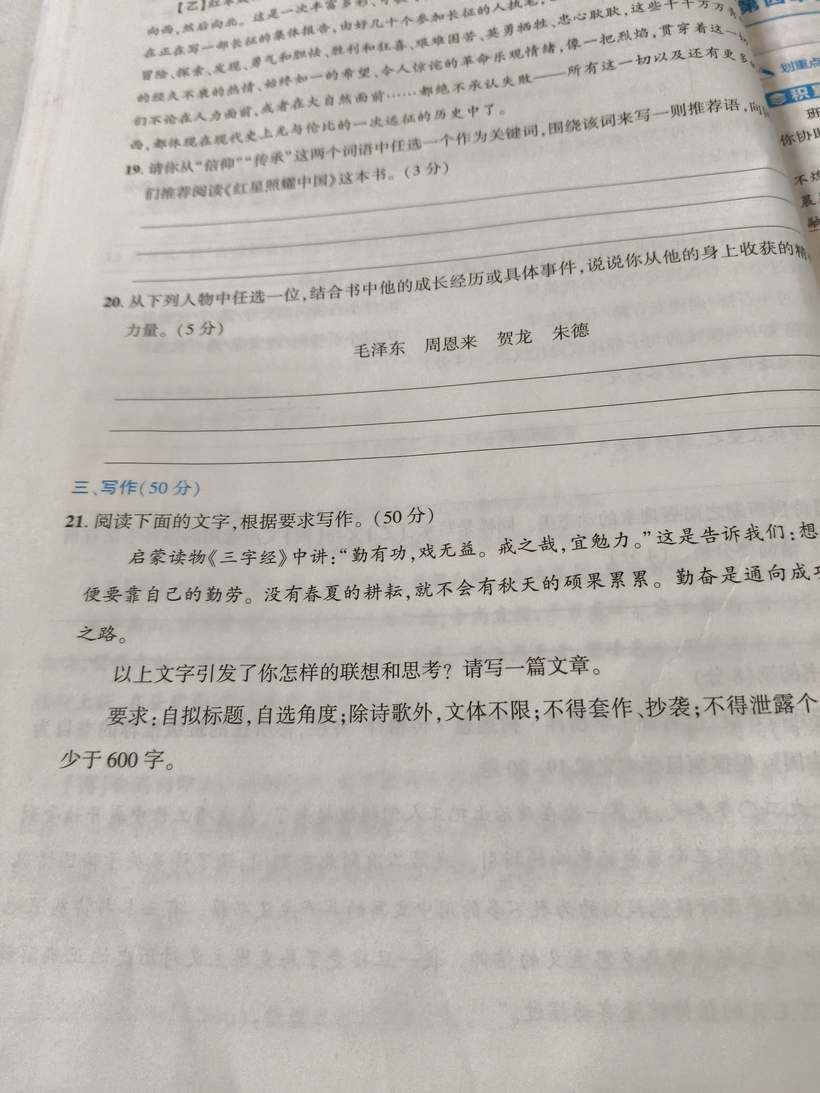 向西,然后向北。这是一次丰富多彩、
在正在写一部长征的集体报告,由好几十个参加长征的人执笔,
冒险、探索、发现、勇气和胆怯、胜利和狂喜、艰难困苦、英勇牺牲、忠心耿耿,这些千千万万青
的经久不衰的热情、始终如一的希望、令人惊诧的革命乐观情绪,像一把烈焰,贯穿着这一切
们不论在人力面前,或者在大自然面前……都绝不承认失败——所有这一切以及还有更多
西,都体现在现代史上无与伦比的一次远征的历史中了。
19. 请你从“信仰”“传承”这两个词语中任选一个作为关键词,围绕该词来写一则推荐语,向
们推荐阅读《红星照耀中国》这本书。(3分)
20. 从下列人物中任选一位,结合书中他的成长经历或具体事件,说说你从他的身上收获的精
力量。(5分)
毛泽东 周恩来 贺龙 朱德
三、写作(50分)
21. 阅读下面的文字,根据要求写作。(50分)
启蒙读物《三字经》中讲:“勤有功,戏无益。戒之哉,宜勉力。”这是告诉我们:想
便要靠自己的勤劳。没有春夏的耕耘,就不会有秋天的硕果累累。勤奋是通向成功
之路。
以上文字引发了你怎样的联想和思考?请写一篇文章。
要求:自拟标题,自选角度;除诗歌外,文体不限;不得套作、抄袭;不得泄露个
少于600字。
划重点
积累
班
你协助
不炫
展
融